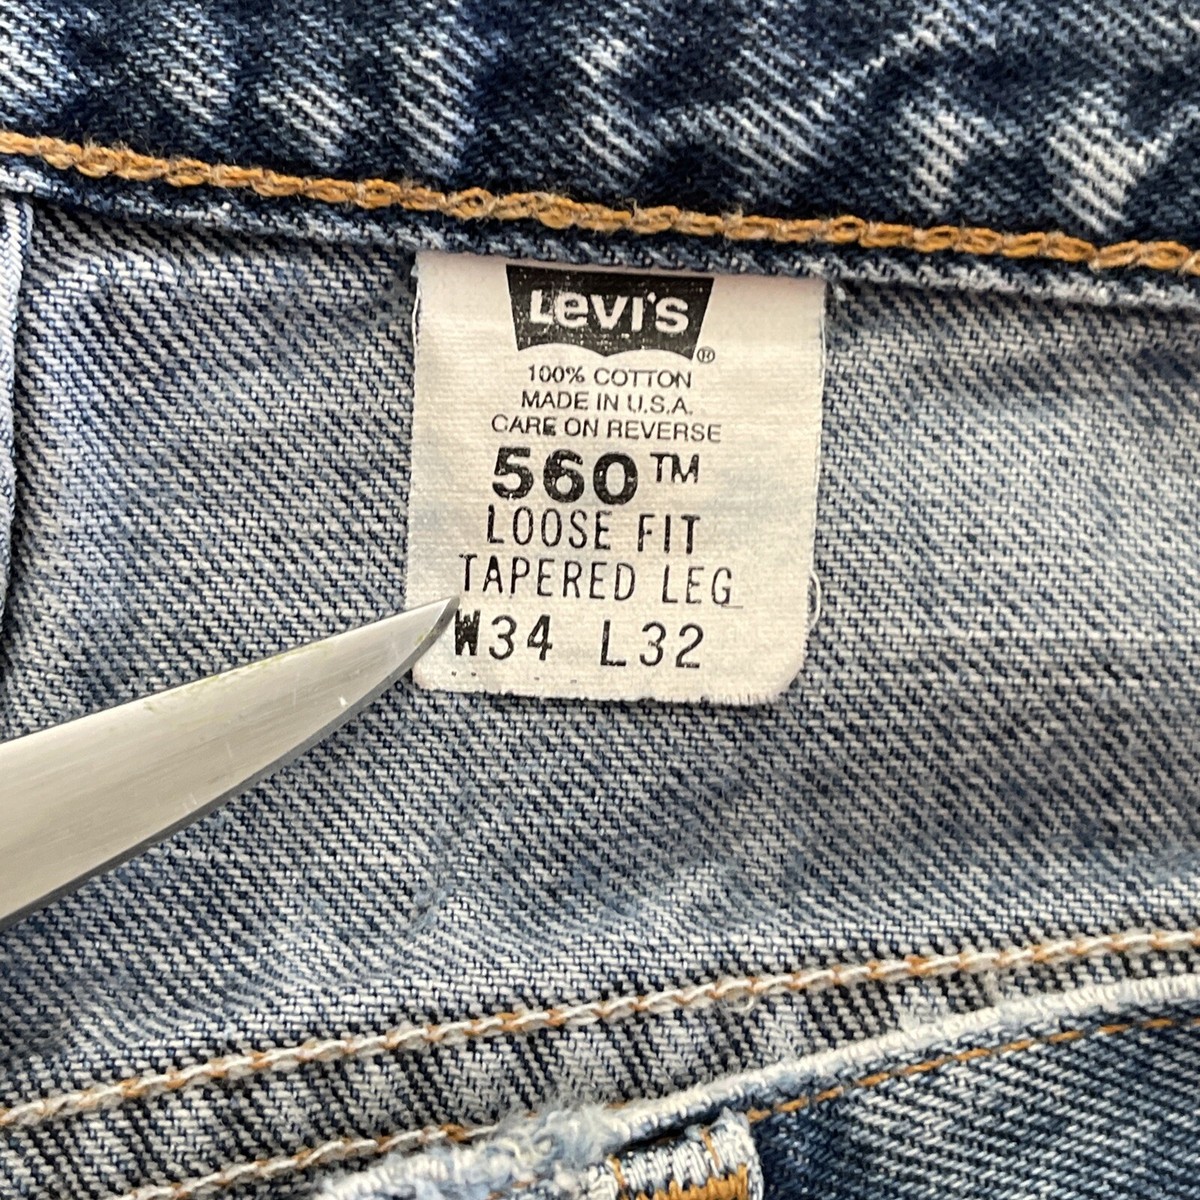 Levi's®
100% COTTON
MADE IN U.S.A.
CARE ON REVERSE
560™
LOOSE FIT
TAPERED LEG
W34 L32